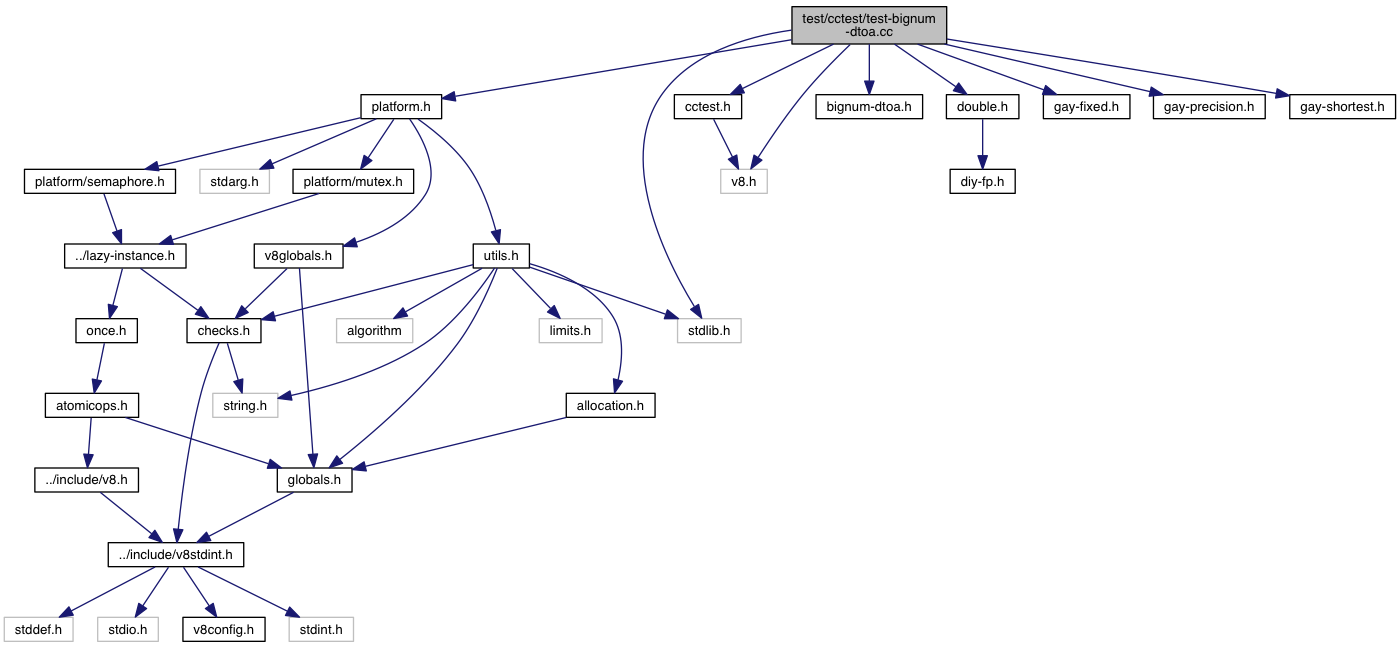 test/cctest/test-bignum
-dtoa.cc
platform.h
cctest.h
bignum-dtoa.h
double.h
gay-fixed.h
gay-precision.h
gay-shortest.h
platform/semaphore.h
stdarg.h
platform/mutex.h
v8.h
diy-fp.h
../lazy-instance.h
v8globals.h
utils.h
once.h
checks.h
algorithm
limits.h
stdlib.h
atomicops.h
string.h
allocation.h
../include/v8.h
globals.h
../include/v8stdint.h
stddef.h
stdio.h
v8config.h
stdint.h